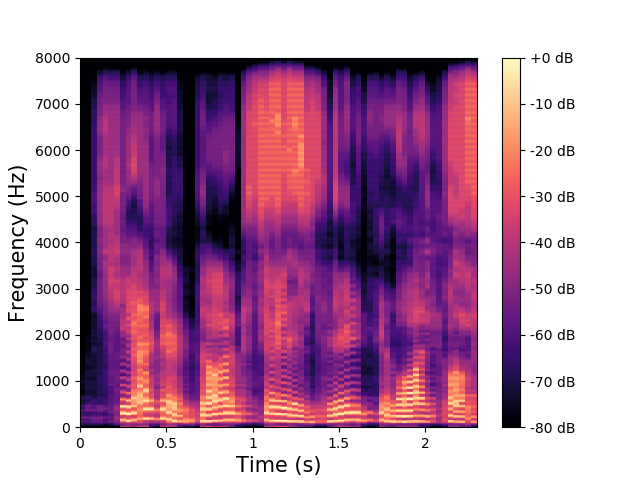 8000
7000
6000
5000
4000
3000
2000
1000
0
Frequency (Hz)
0
0.5
1
1.5
2
Time (s)
+0 dB
-10 dB
-20 dB
-30 dB
-40 dB
-50 dB
-60 dB
-70 dB
-80 dB